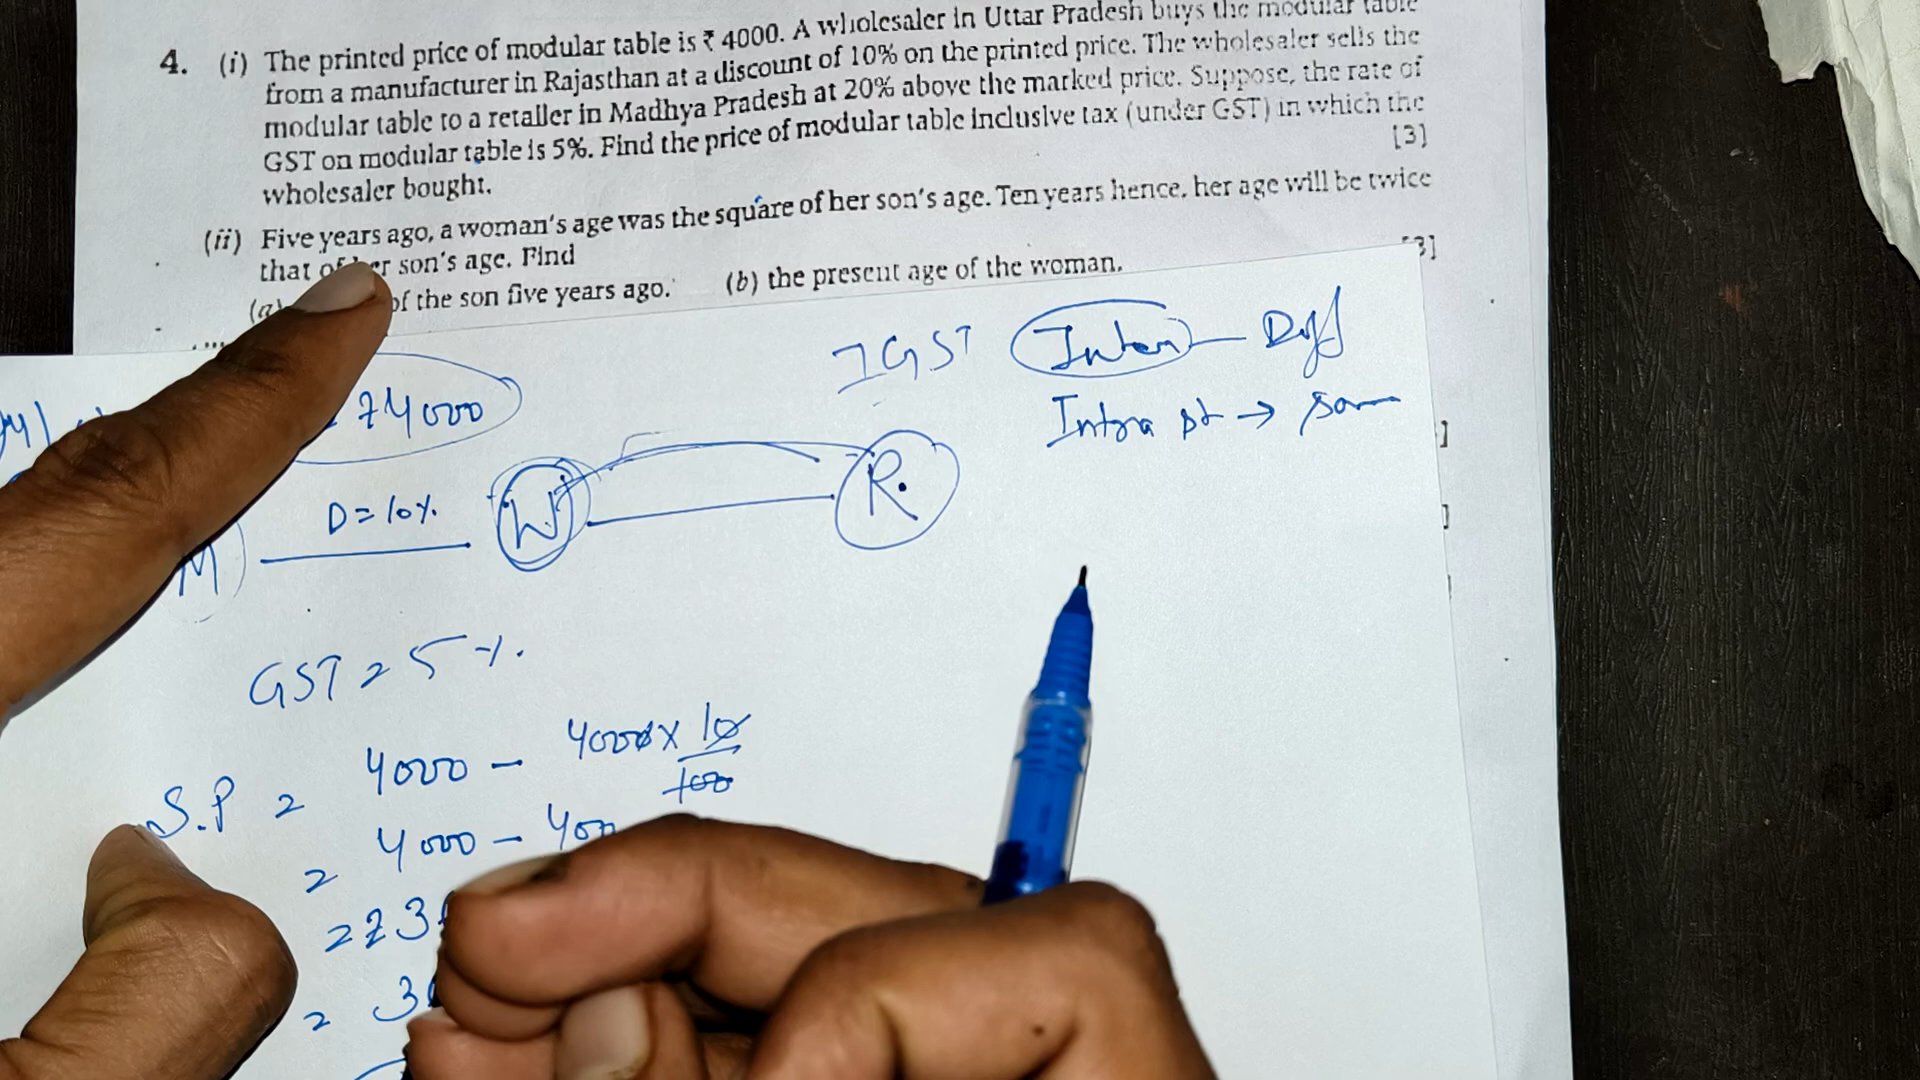 4. (i) The printed price of modular table is ₹ 4000. A wholesaler in Uttar Pradesh buys the modular table
from a manufacturer in Rajasthan at a discount of 10% on the printed price. The wholesaler sells the
modular table to a retailer in Madhya Pradesh at 20% above the marked price. Suppose, the rate of
GST on modular table is 5%. Find the price of modular table inclusive tax (under GST) in which the
wholesaler bought.
[3]
(ii) Five years ago, a woman's age was the square of her son's age. Ten years hence, her age will be twice
that of her son's age. Find
[3]
(a) of the son five years ago. (b) the present age of the woman.
IGST Inter - Diff
Intra st → same
₹4000
M D = 10% W R.
GST = 5%.
S.P = 4000 - 4000 x 10
100
= 4000 - 400
= ₹3
= 3